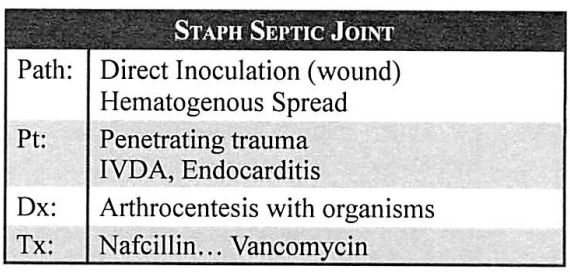 STAPH SEPTIC JOINT
Path: Direct Inoculation (wound)
Hematogenous Spread
Pt: Penetrating trauma
IVDA, Endocarditis
Dx: Arthrocentesis with organisms
Tx: Nafcillin... Vancomycin